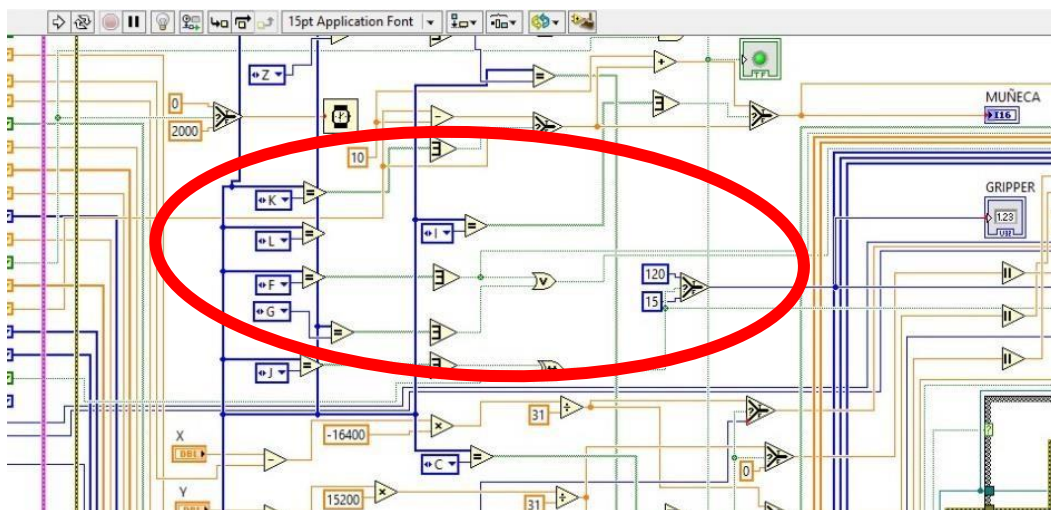 15pt Application Font
Z
0
2000
MUÑECA
I16
10
K
GRIPPER
1.23
L
I
F
120
G
15
J
X
-16400
31
DBL
C
0
Y
15200
31